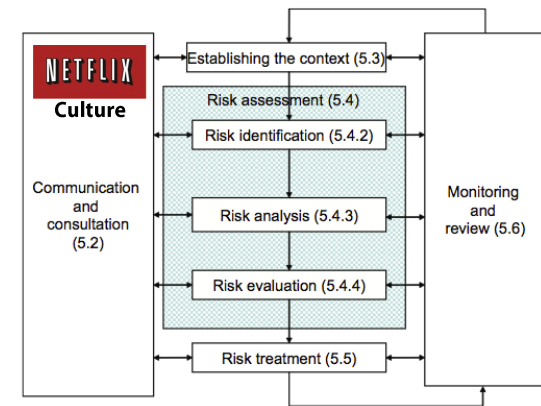 NETFLIX
Culture
Communication
and
consultation
(5.2)
Establishing the context (5.3)
Risk assessment (5.4)
Risk identification (5.4.2)
Risk analysis (5.4.3)
Risk evaluation (5.4.4)
Risk treatment (5.5)
Monitoring
and
review (5.6)